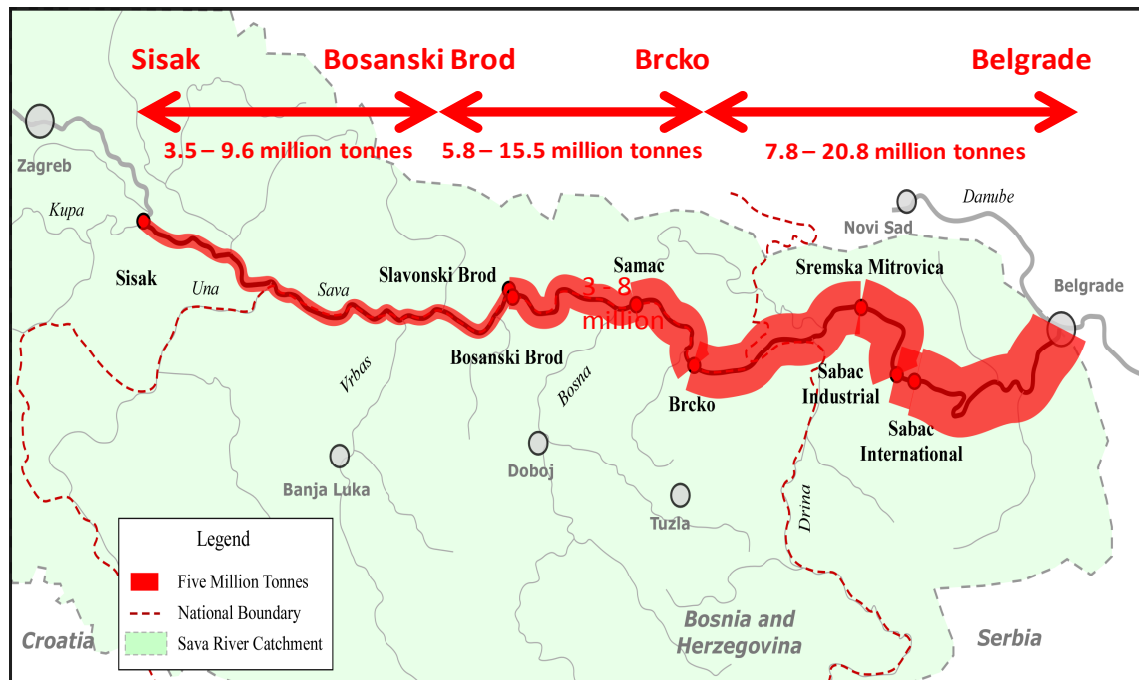 Sisak
Bosanski Brod
Brcko
Belgrade
3.5 – 9.6 million tonnes
5.8 – 15.5 million tonnes
7.8 – 20.8 million tonnes
Zagreb
Kupa
Danube
Novi Sad
Sisak
Una
Sava
Slavonski Brod
Samac
3 - 8
million
Sremska Mitrovica
Belgrade
Bosanski Brod
Vrbas
Bosna
Brcko
Sabac
Industrial
Sabac
International
Banja Luka
Doboj
Tuzla
Drina
Legend
Five Million Tonnes
National Boundary
Sava River Catchment
Croatia
Bosnia and
Herzegovina
Serbia